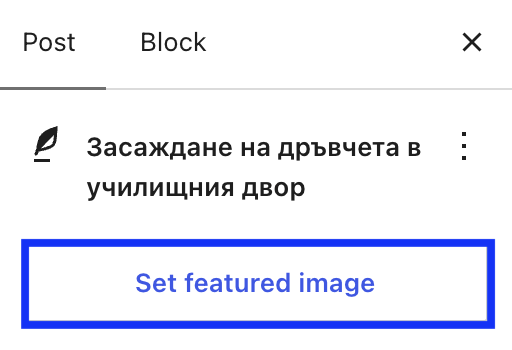 Post Block
Засаждане на дръвчета в
училищния двор
Set featured image